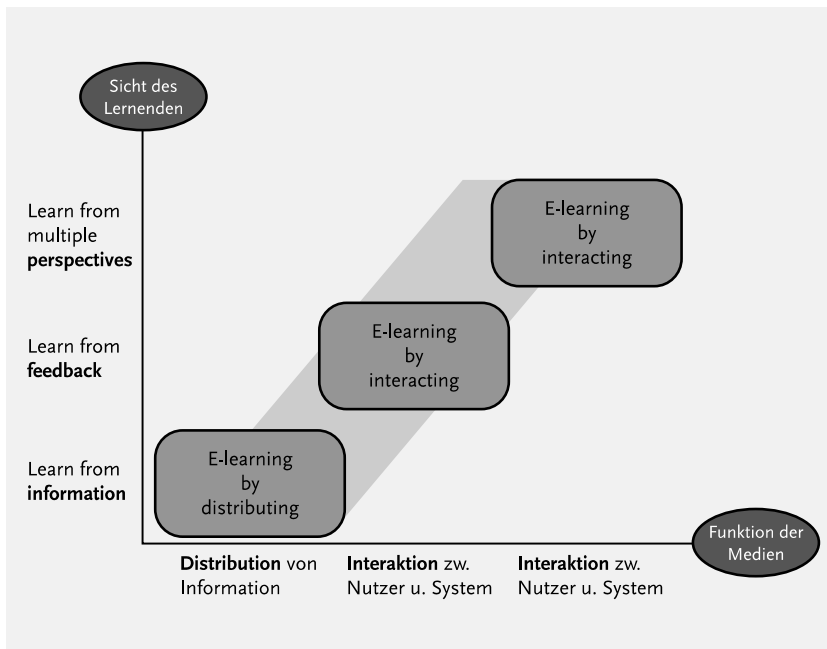 Sicht des
Lernenden
Learn from
multiple
perspectives
E-learning
by
interacting
Learn from
feedback
E-learning
by
interacting
Learn from
information
E-learning
by
distributing
Funktion der
Medien
Distribution von
Information
Interaktion zw.
Nutzer u. System
Interaktion zw.
Nutzer u. System